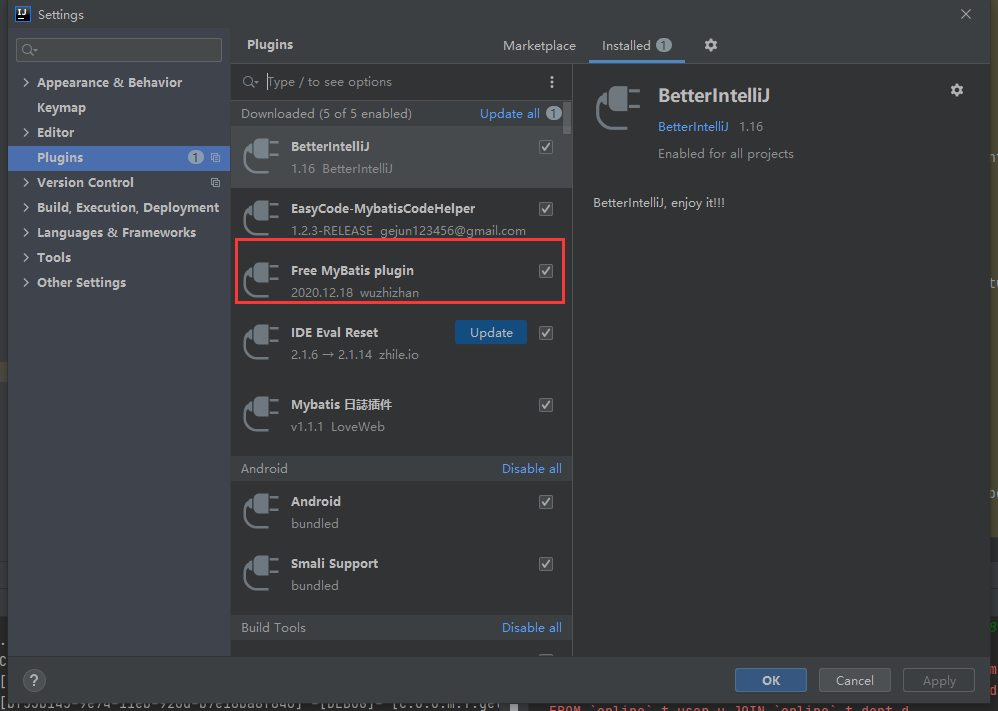 Settings
Plugins
Marketplace
Installed 1
Type / to see options
Appearance & Behavior
Keymap
Editor
Plugins 1
Version Control
Build, Execution, Deployment
Languages & Frameworks
Tools
Other Settings
Downloaded (5 of 5 enabled)
Update all 1
BetterIntelliJ
1.16 BetterIntelliJ
EasyCode-MybatisCodeHelper
1.2.3-RELEASE gejun123456@gmail.com
Free MyBatis plugin
2020.12.18 wuzhizhan
IDE Eval Reset
Update
2.1.6 → 2.1.14 zhile.io
Mybatis 日誌插件
v1.1.1 LoveWeb
Android
Disable all
Android
bundled
Smali Support
bundled
Build Tools
Disable all
BetterIntelliJ
BetterIntelliJ 1.16
Enabled for all projects
BetterIntelliJ, enjoy it!!!
?
OK
Cancel
Apply